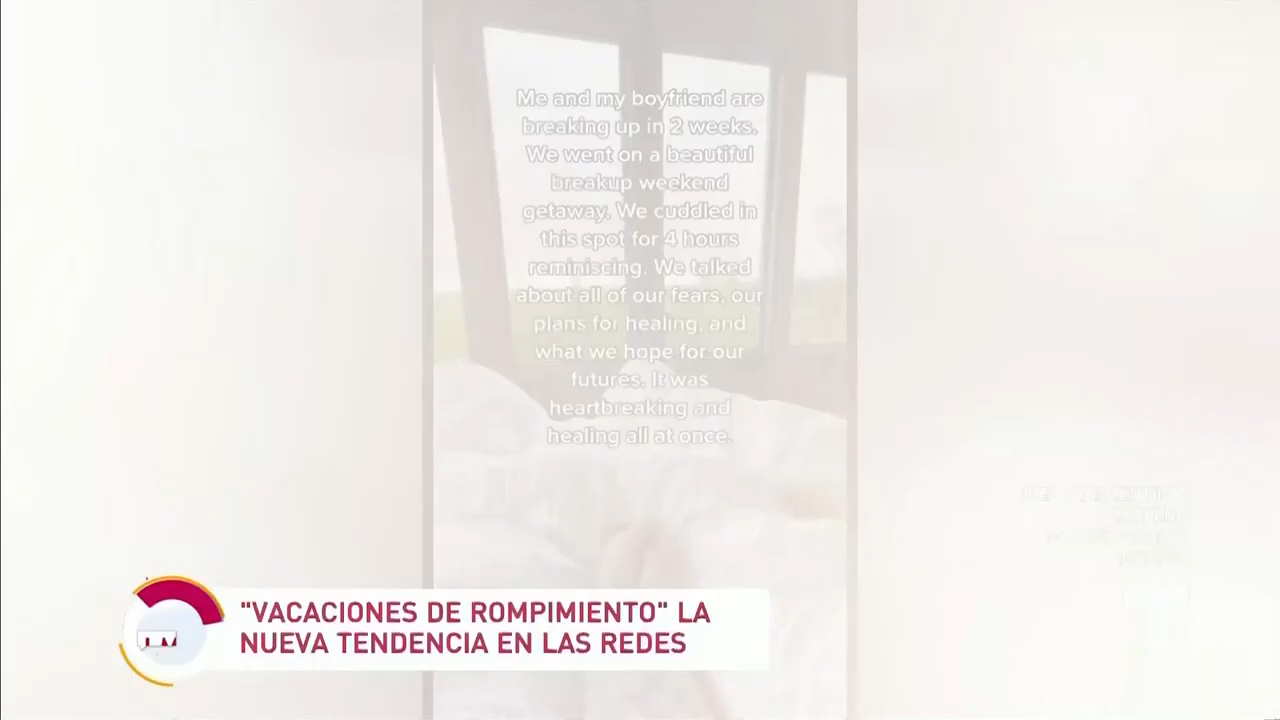 Me and my boyfriend are
breaking up in 2 weeks.
We went on a beautiful
breakup weekend
getaway. We cuddled in
this spot for 4 hours
reminiscing. We talked
about all of our fears, our
plans for healing, and
what we hope for our
futures. It was
heartbreaking and
healing all at once.
"VACACIONES DE ROMPIMIENTO" LA
NUEVA TENDENCIA EN LAS REDES